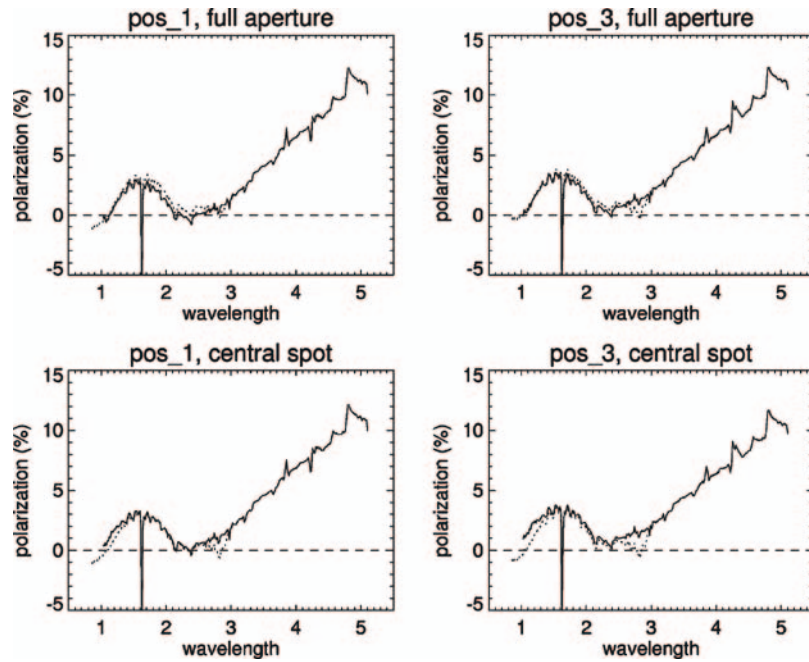 pos_1, full aperture
15
10
5
0
-5
polarization (%)
1 2 3 4 5
wavelength
pos_3, full aperture
15
10
5
0
-5
polarization (%)
1 2 3 4 5
wavelength
pos_1, central spot
15
10
5
0
-5
polarization (%)
1 2 3 4 5
wavelength
pos_3, central spot
15
10
5
0
-5
polarization (%)
1 2 3 4 5
wavelength